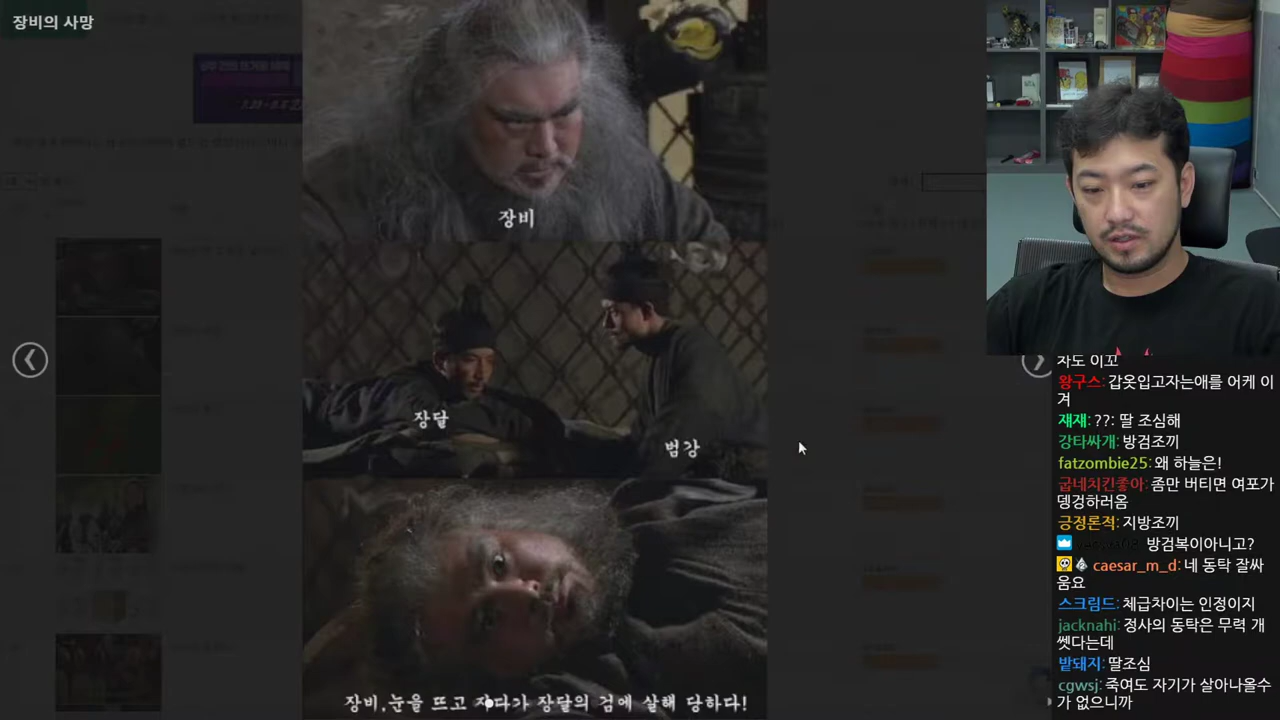 장비의 사망
장비
장달
범강
장비,눈을 뜨고 자다가 장달의 검에 살해 당하다!
자도 이꼬
왕구스: 갑옷입고자는애를 어케 이
겨
재재: ??: 딸 조심해
강타싸개: 방검조끼
fatzombie25: 왜 하늘은!
굽네치킨좋아: 좀만 버티면 여포가
뎅겅하러옴
긍정론적: 지방조끼
방검복이아니고?
caesar_m_d: 네 동탁 잘싸
움요
스크림드: 체급차이는 인정이지
jacknahi: 정사의 동탁은 무력 개
쎗다는데
밭돼지: 딸조심
cgwsj: 죽여도 자기가 살아나올수
가 없으니까